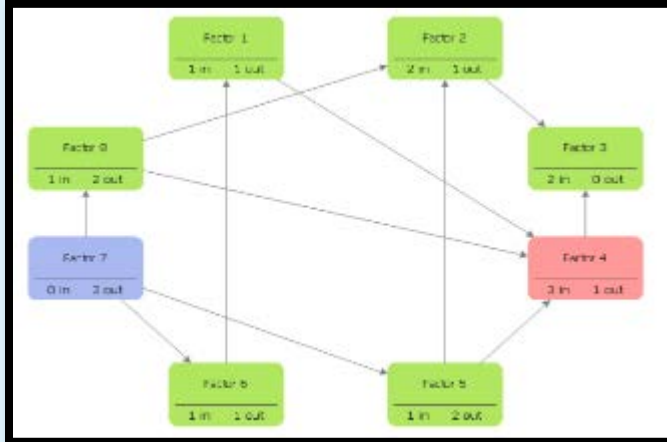 Factor 1
1 in 1 out
Factor 2
2 in 1 out
Factor 8
1 in 2 out
Factor 3
2 in 0 out
Factor 7
0 in 3 out
Factor 4
3 in 1 out
Factor 6
1 in 1 out
Factor 5
1 in 2 out